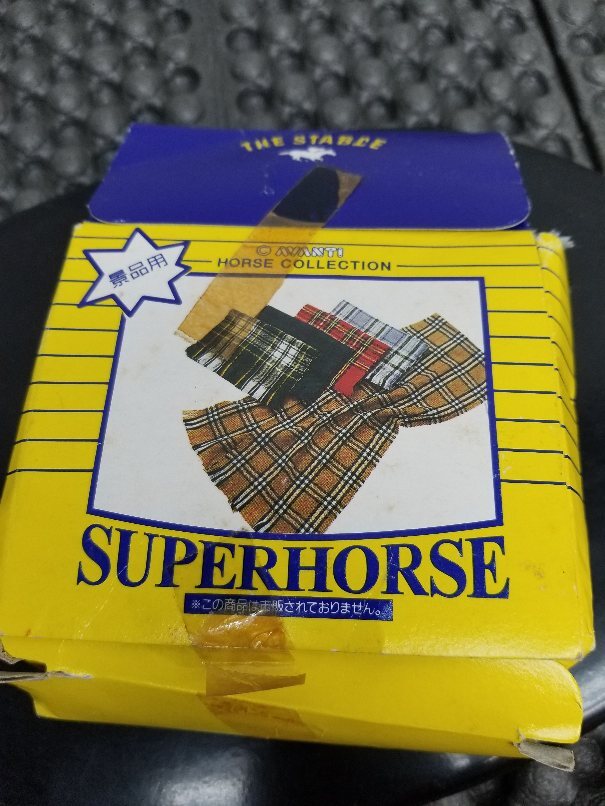 THE STABLE
景品用
© AVANTI
HORSE COLLECTION
SUPERHORSE
※この商品は市販されておりません。